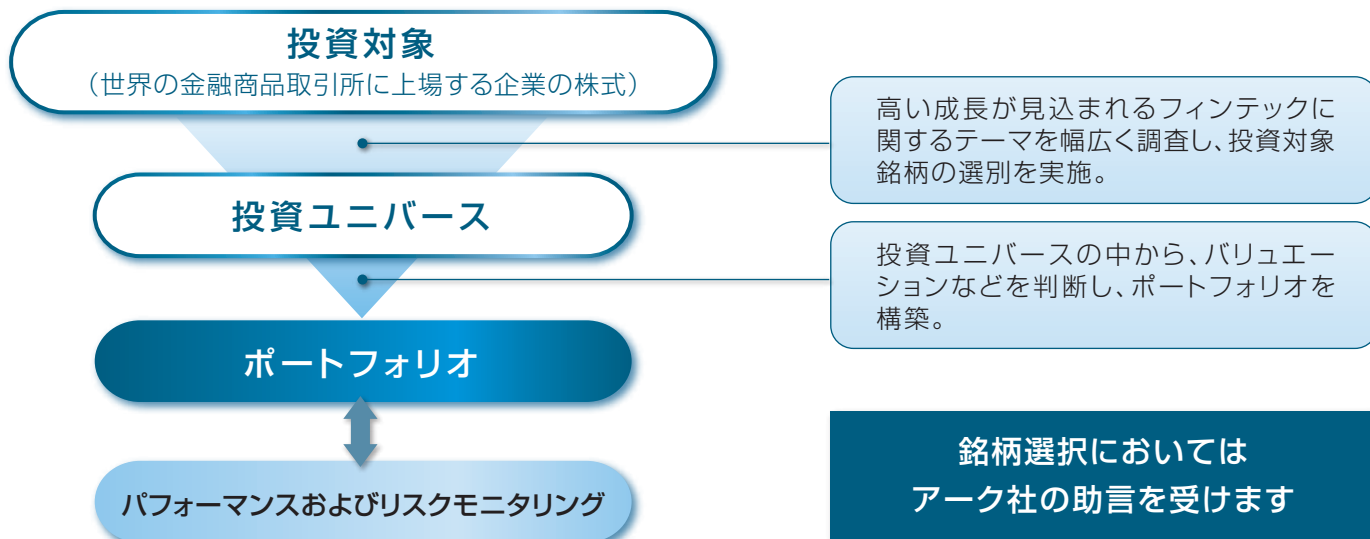 投資対象
（世界の金融商品取引所に上場する企業の株式）
高い成長が見込まれるフィンテックに
関するテーマを幅広く調査し、投資対象
銘柄の選別を実施。
投資ユニバース
投資ユニバースの中から、バリュエー
ションなどを判断し、ポートフォリオを
構築。
ポートフォリオ
パフォーマンスおよびリスクモニタリング
銘柄選択においては
アーク社の助言を受けます